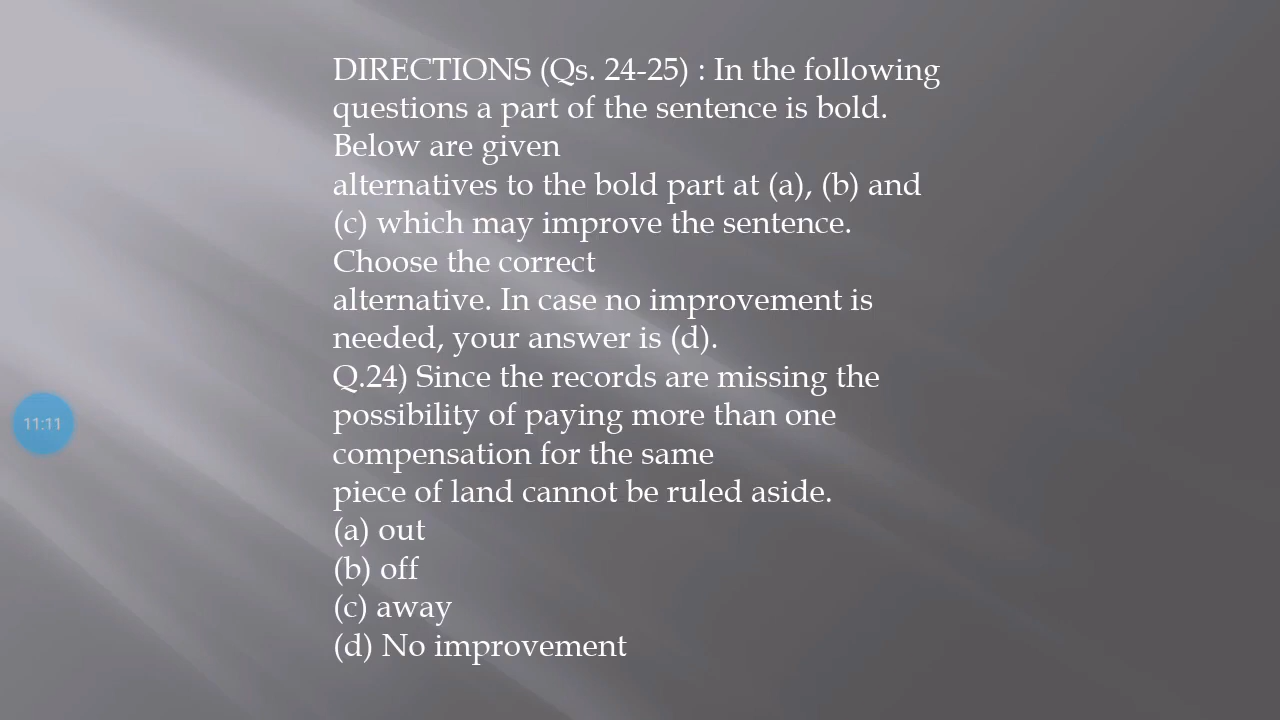 DIRECTIONS (Qs. 24-25) : In the following
questions a part of the sentence is bold.
Below are given
alternatives to the bold part at (a), (b) and
(c) which may improve the sentence.
Choose the correct
alternative. In case no improvement is
needed, your answer is (d).
Q.24) Since the records are missing the
possibility of paying more than one
compensation for the same
piece of land cannot be ruled aside.
(a) out
(b) off
(c) away
(d) No improvement
11:11